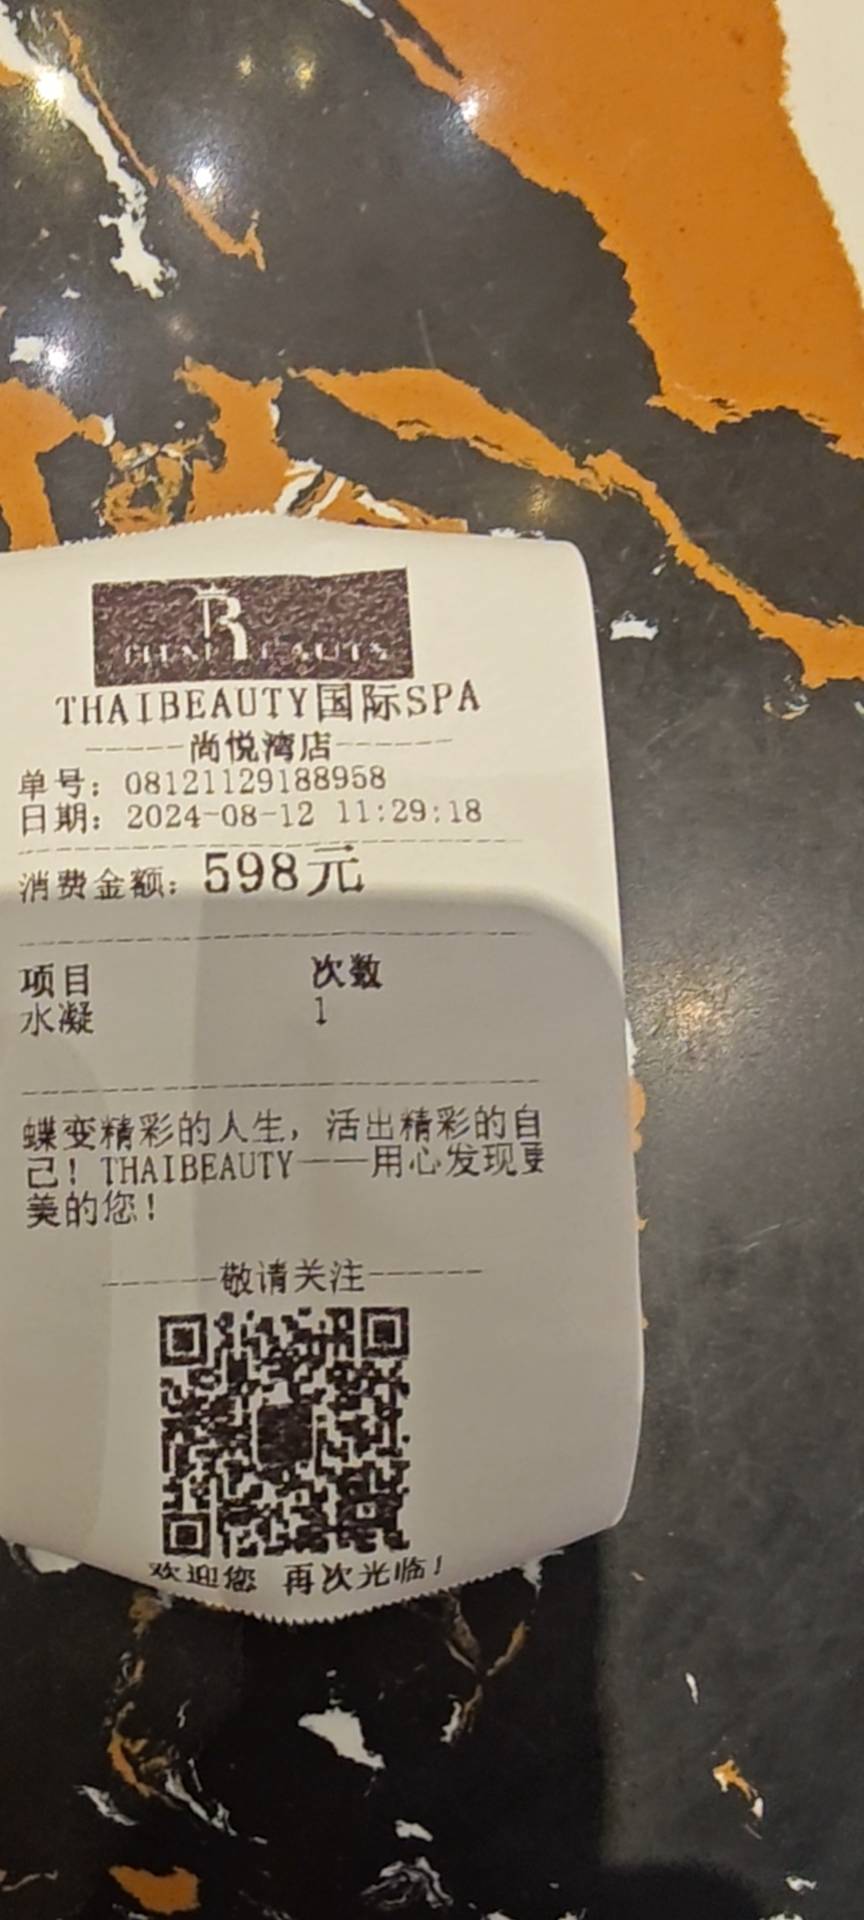 THAI BEAUTY
THAIBEAUTY国际SPA
------尚悦湾店-------
单号：08121129188958
日期：2024-08-12 11:29:18
消费金额：598元
项目 次数
水凝 1
蝶变精彩的人生，活出精彩的自
己！THAIBEAUTY——用心发现更
美的您！
-------敬请关注-------
欢迎您 再次光临！